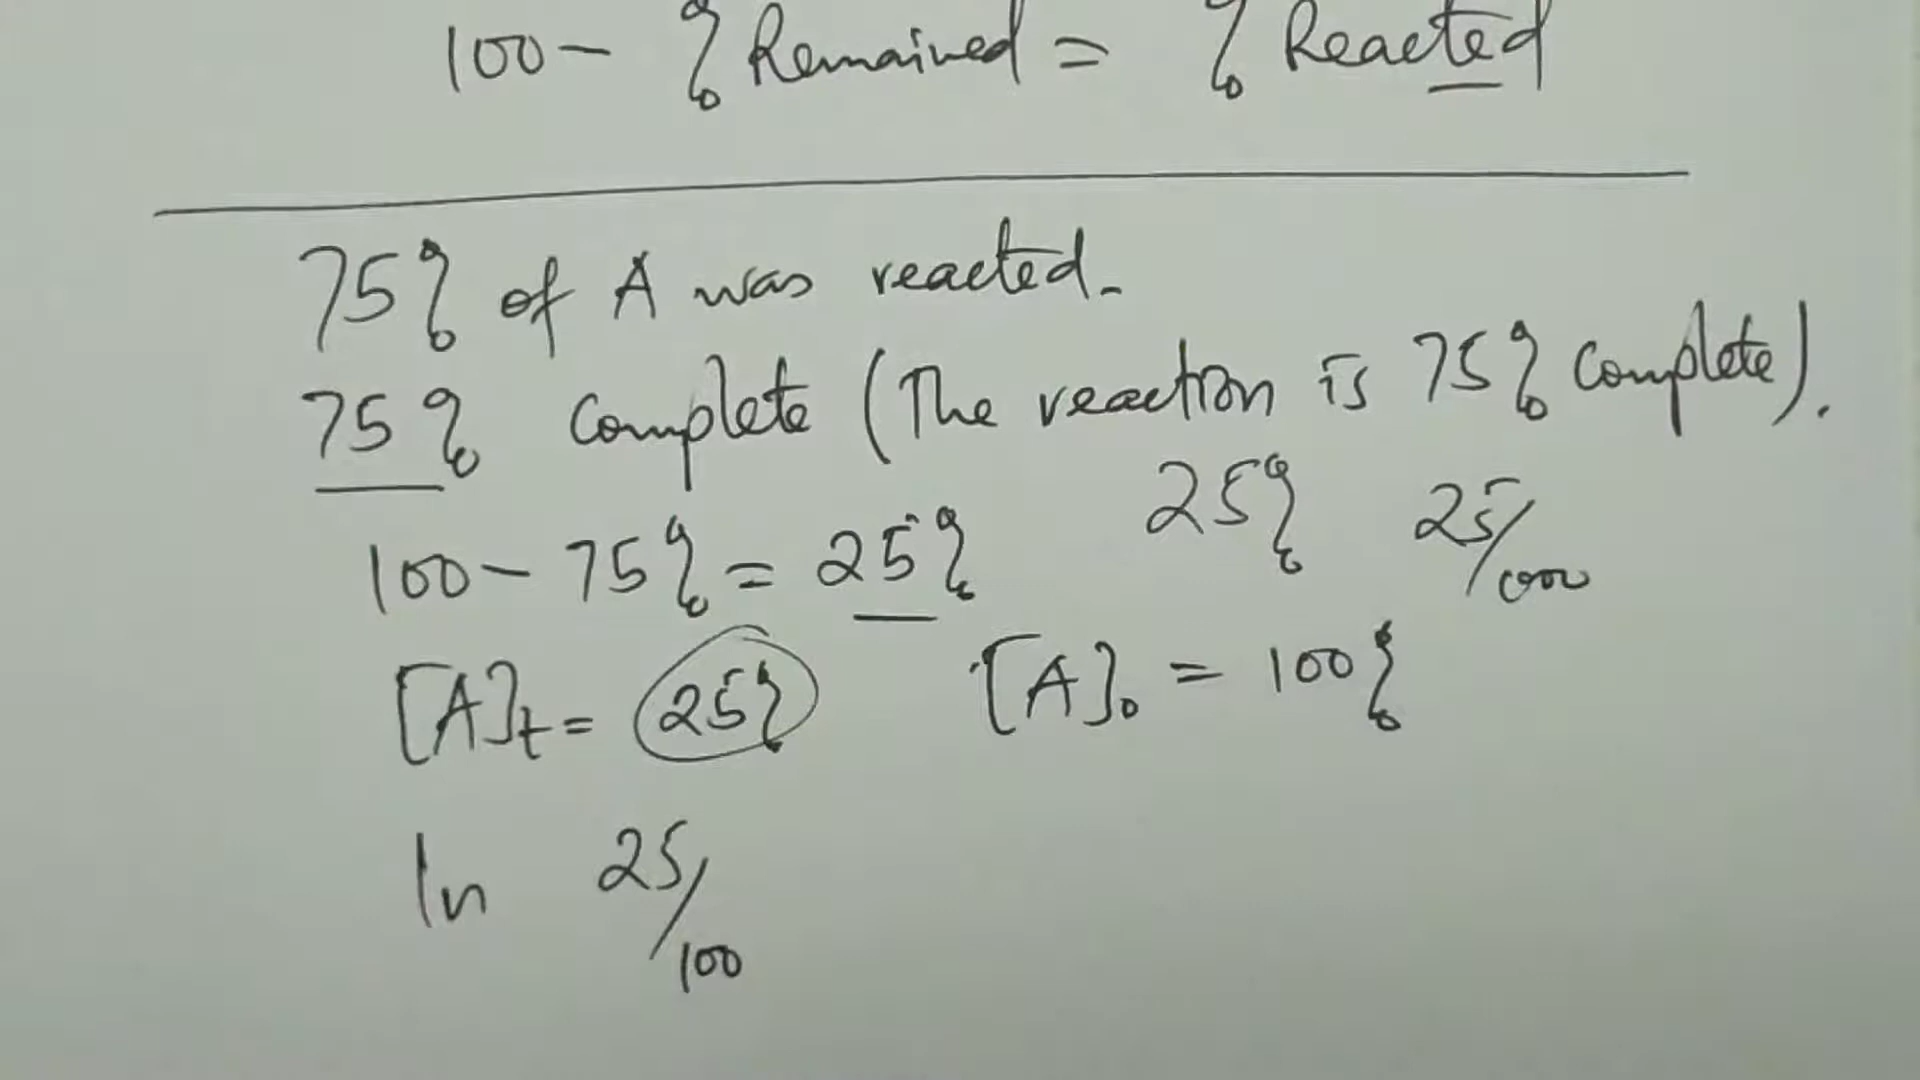 100 - % Remained = % Reacted
75% of A was reacted.
75% Complete (The reaction is 75% Complete).
100 - 75% = 25% 25% 25/100
[A]t = 25% [A]0 = 100%
ln 25/100